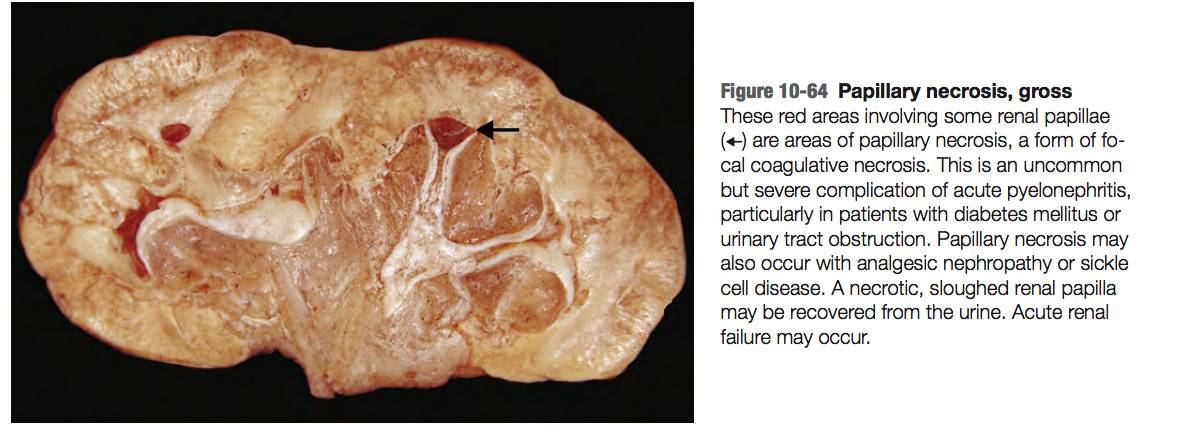 Figure 10-64 Papillary necrosis, gross
These red areas involving some renal papillae
(←) are areas of papillary necrosis, a form of fo-
cal coagulative necrosis. This is an uncommon
but severe complication of acute pyelonephritis,
particularly in patients with diabetes mellitus or
urinary tract obstruction. Papillary necrosis may
also occur with analgesic nephropathy or sickle
cell disease. A necrotic, sloughed renal papilla
may be recovered from the urine. Acute renal
failure may occur.